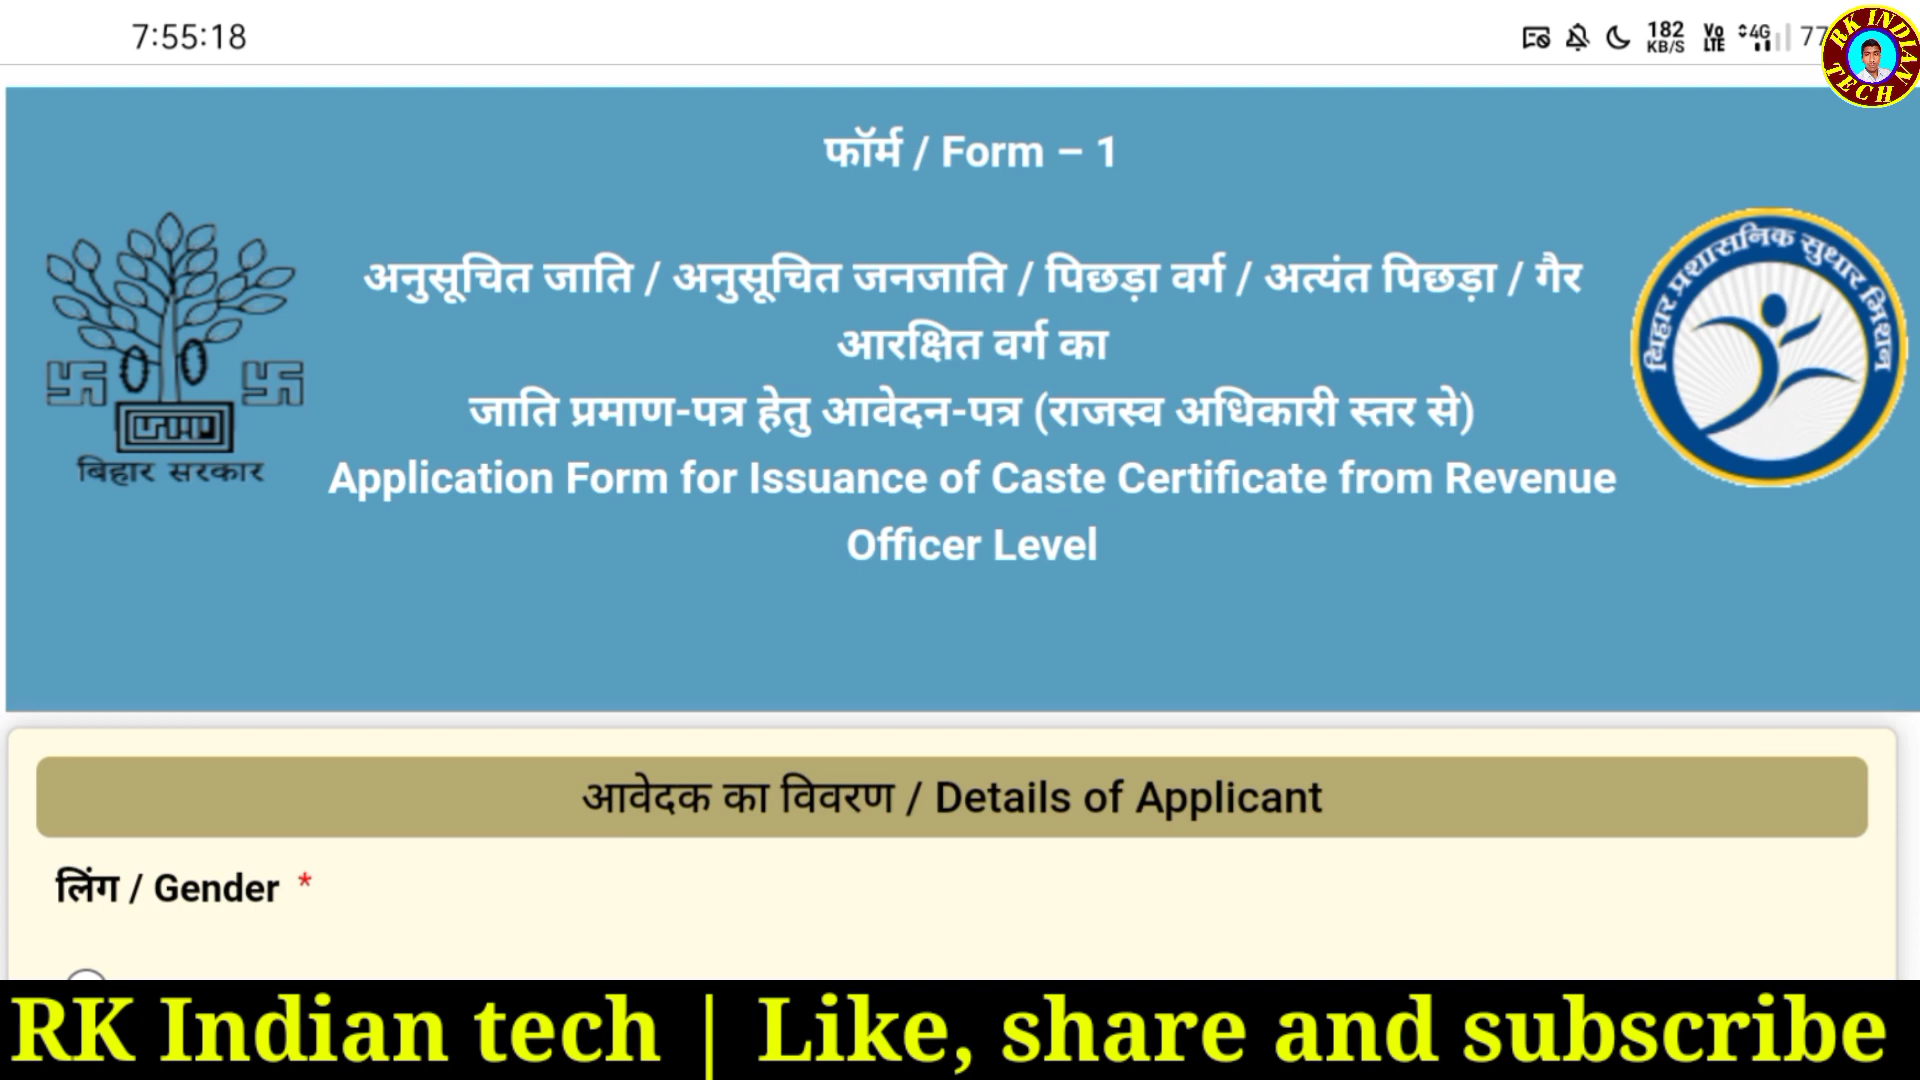 7:55:18
182
KB/S
Vo
LTE
4G
77
RK INDIAN TECH
फॉर्म / Form – 1
अनुसूचित जाति / अनुसूचित जनजाति / पिछड़ा वर्ग / अत्यंत पिछड़ा / गैर
आरक्षित वर्ग का
जाति प्रमाण-पत्र हेतु आवेदन-पत्र (राजस्व अधिकारी स्तर से)
Application Form for Issuance of Caste Certificate from Revenue
Officer Level
बिहार सरकार
बिहार प्रशासनिक सुधार मिशन
आवेदक का विवरण / Details of Applicant
लिंग / Gender *
RK Indian tech | Like, share and subscribe